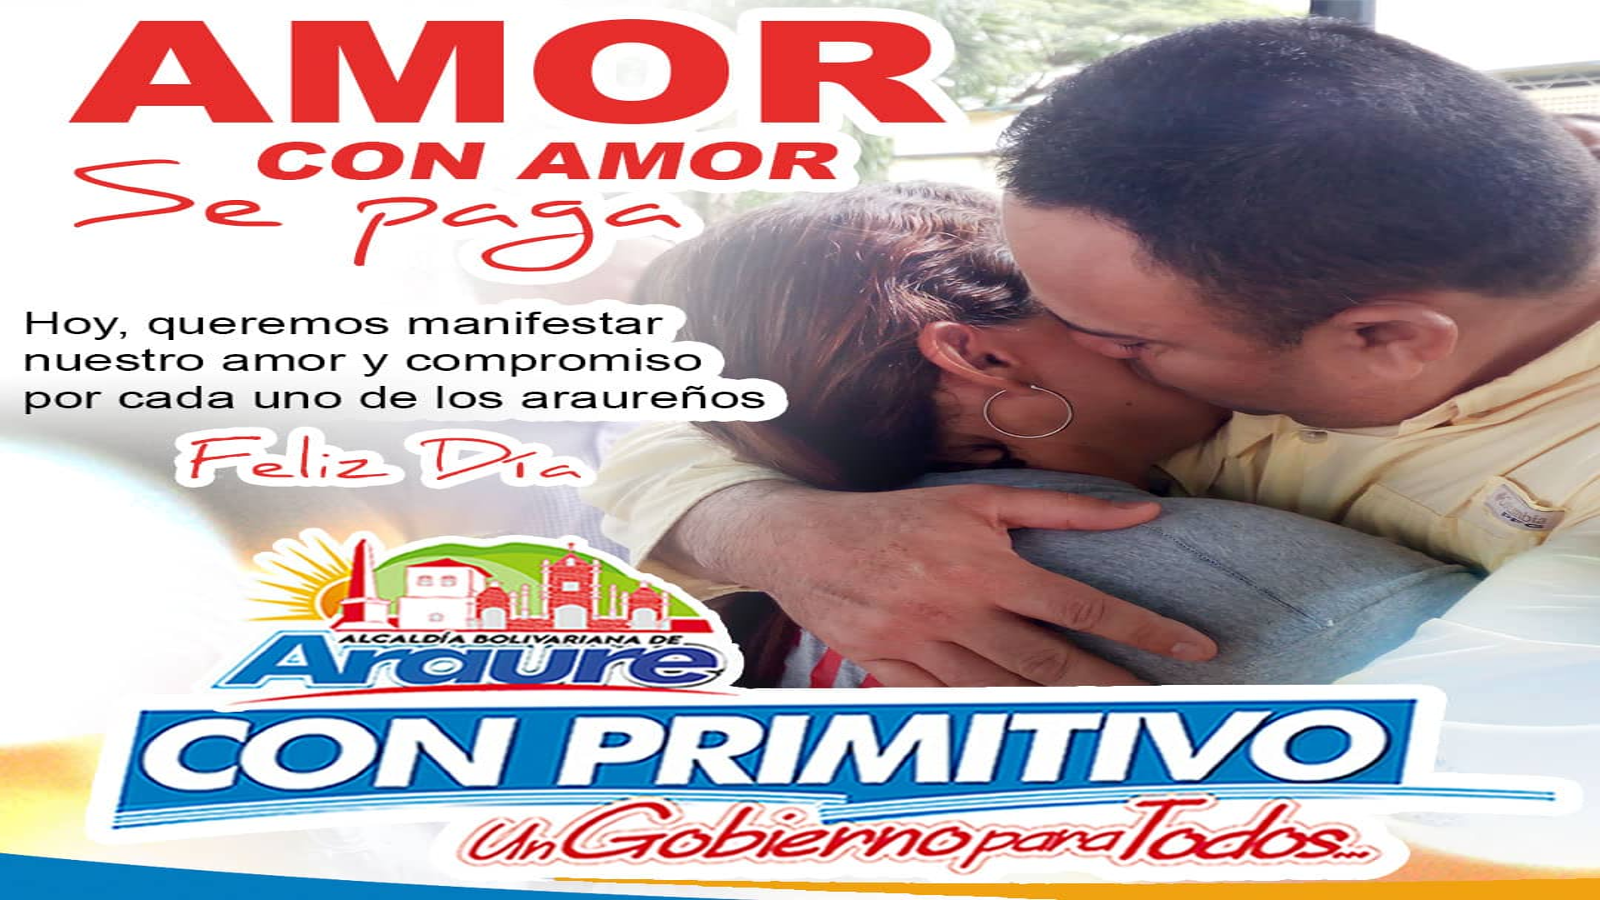 AMOR
CON AMOR
Se paga
Hoy, queremos manifestar
nuestro amor y compromiso
por cada uno de los araureños
Feliz Día
ALCALDÍA BOLIVARIANA DE
Araure
CON PRIMITIVO
Un Gobierno para Todos...